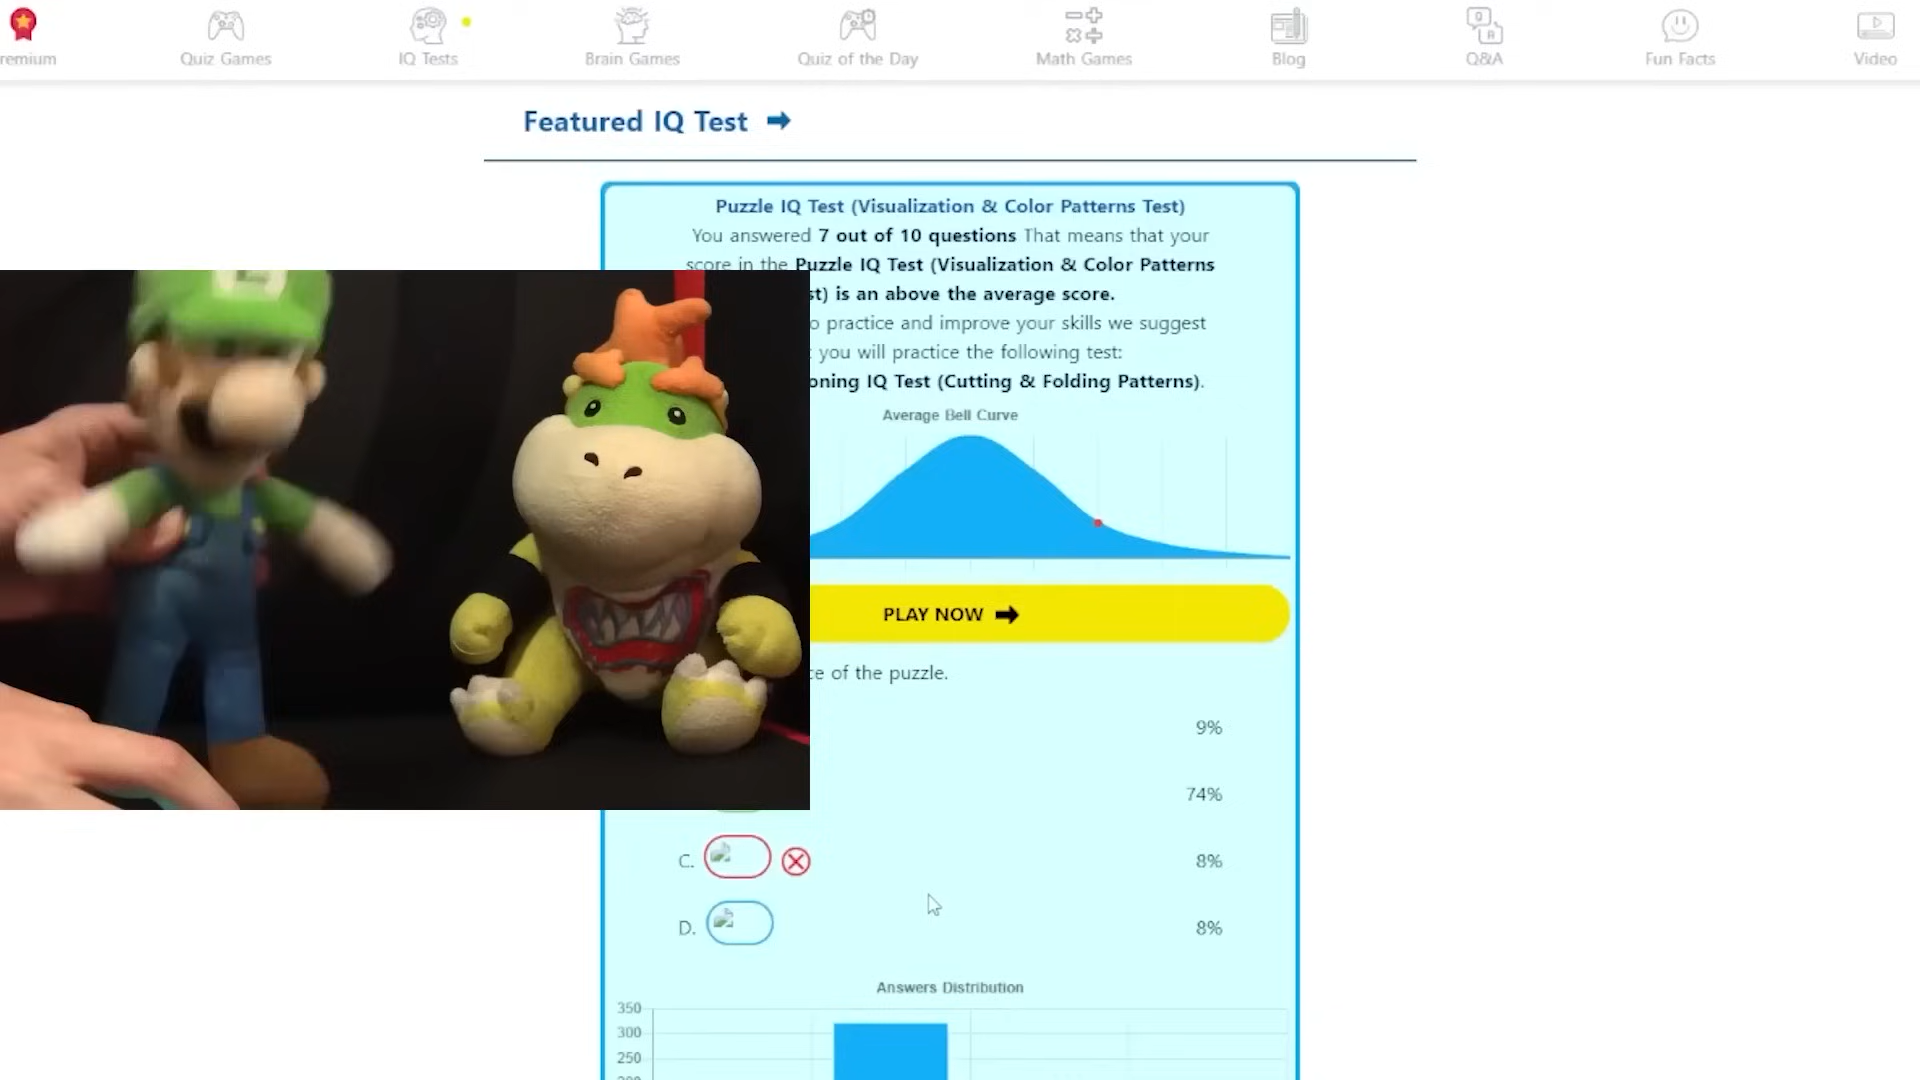 remium
Quiz Games
IQ Tests
Brain Games
Quiz of the Day
Math Games
Blog
Q&A
Fun Facts
Video
Featured IQ Test
Puzzle IQ Test (Visualization & Color Patterns Test)
You answered 7 out of 10 questions That means that your
score in the Puzzle IQ Test (Visualization & Color Patterns
st) is an above the average score.
o practice and improve your skills we suggest
you will practice the following test:
oning IQ Test (Cutting & Folding Patterns).
Average Bell Curve
PLAY NOW
ce of the puzzle.
9%
74%
C. 8%
D. 8%
Answers Distribution
350
300
250